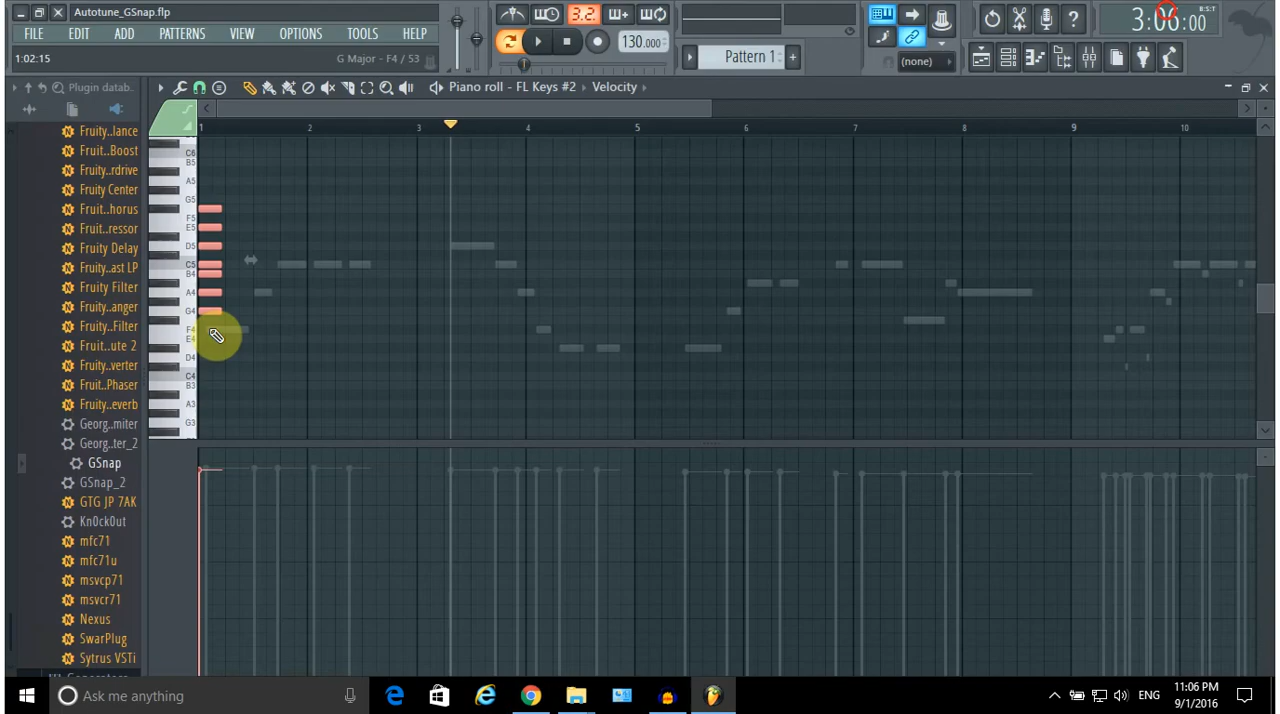 Autotune_GSnap.flp
FILE EDIT ADD PATTERNS VIEW OPTIONS TOOLS HELP
1:02:15 G Major - F4 / 53
3.2
130.000
Pattern 1
3:06:00
B:S:T
(none)
Plugin datab..
Piano roll - FL Keys #2 Velocity
1 2 3 4 5 6 7 8 9 10
Fruity..lance
Fruit..Boost
Fruity..rdrive
Fruity Center
Fruit..horus
Fruit..ressor
Fruity Delay
Fruity..ast LP
Fruity Filter
Fruity..anger
Fruity..Filter
Fruit..ute 2
Fruity..verter
Fruit..Phaser
Fruity..everb
Georg..miter
Georg..ter_2
GSnap
GSnap_2
GTG JP 7AK
Kn0ck0ut
mfc71
mfc71u
msvcp71
msvcr71
Nexus
SwarPlug
Sytrus VSTi
Generators
C6
B5
A5
G5
F5
E5
D5
C5
B4
A4
G4
F4
E4
D4
C4
B3
A3
G3
Ask me anything
ENG
11:06 PM
9/1/2016